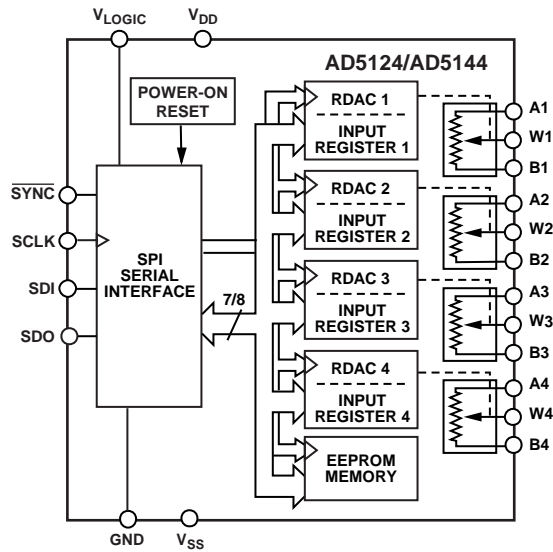 VLOGIC
VDD
AD5124/AD5144
POWER-ON
RESET
RDAC 1
INPUT
REGISTER 1
A1
W1
B1
SYNC
SCLK
SDI
SDO
SPI
SERIAL
INTERFACE
7/8
RDAC 2
INPUT
REGISTER 2
A2
W2
B2
RDAC 3
INPUT
REGISTER 3
A3
W3
B3
RDAC 4
INPUT
REGISTER 4
A4
W4
B4
EEPROM
MEMORY
GND
VSS